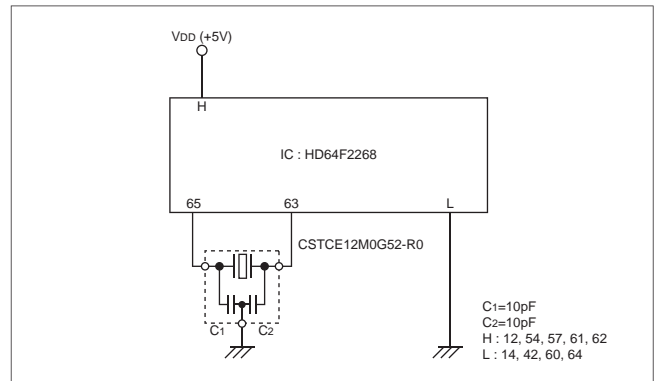 VDD (+5V)
H
IC : HD64F2268
65 63 L
CSTCE12M0G52-R0
C1 C2
C1=10pF
C2=10pF
H : 12, 54, 57, 61, 62
L : 14, 42, 60, 64